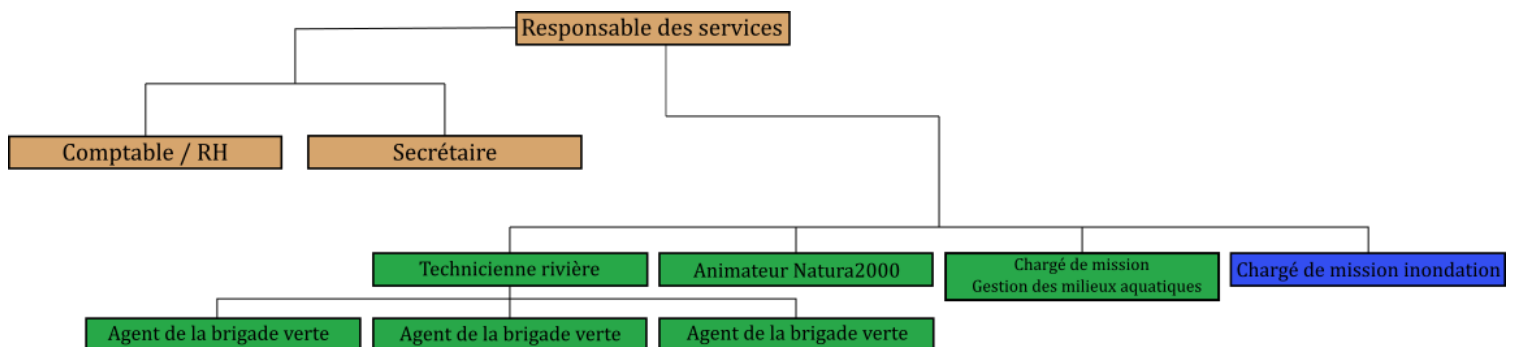 Responsable des services
Comptable / RH
Secrétaire
Technicienne rivière
Animateur Natura2000
Chargé de mission
Gestion des milieux aquatiques
Chargé de mission inondation
Agent de la brigade verte
Agent de la brigade verte
Agent de la brigade verte